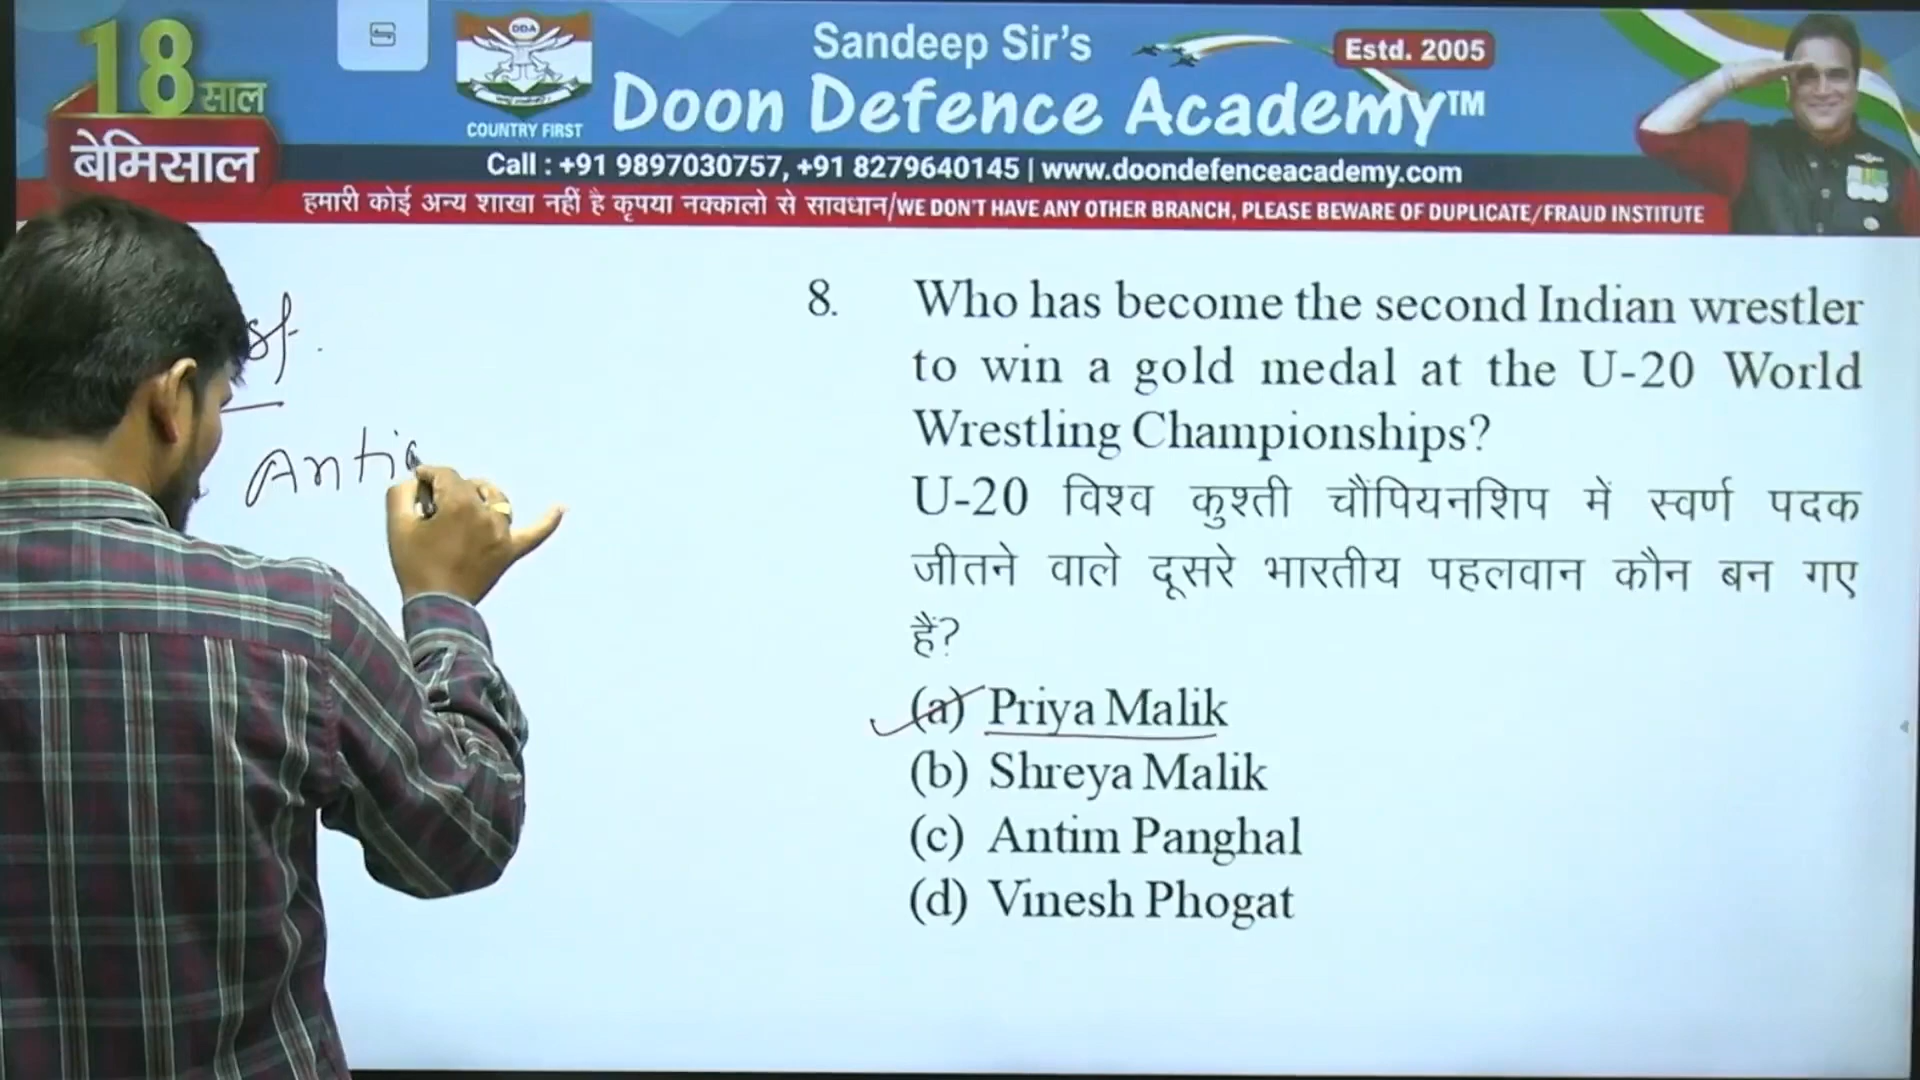 18 साल
बेमिसाल
DDA
COUNTRY FIRST
Sandeep Sir's
Estd. 2005
Doon Defence Academy™
Call : +91 9897030757, +91 8279640145 | www.doondefenceacademy.com
हमारी कोई अन्य शाखा नहीं है कृपया नक्कालो से सावधान/WE DON'T HAVE ANY OTHER BRANCH, PLEASE BEWARE OF DUPLICATE/FRAUD INSTITUTE
Anti
8. Who has become the second Indian wrestler
to win a gold medal at the U-20 World
Wrestling Championships?
U-20 विश्व कुश्ती चौंपियनशिप में स्वर्ण पदक
जीतने वाले दूसरे भारतीय पहलवान कौन बन गए
हैं?
(a) Priya Malik
(b) Shreya Malik
(c) Antim Panghal
(d) Vinesh Phogat